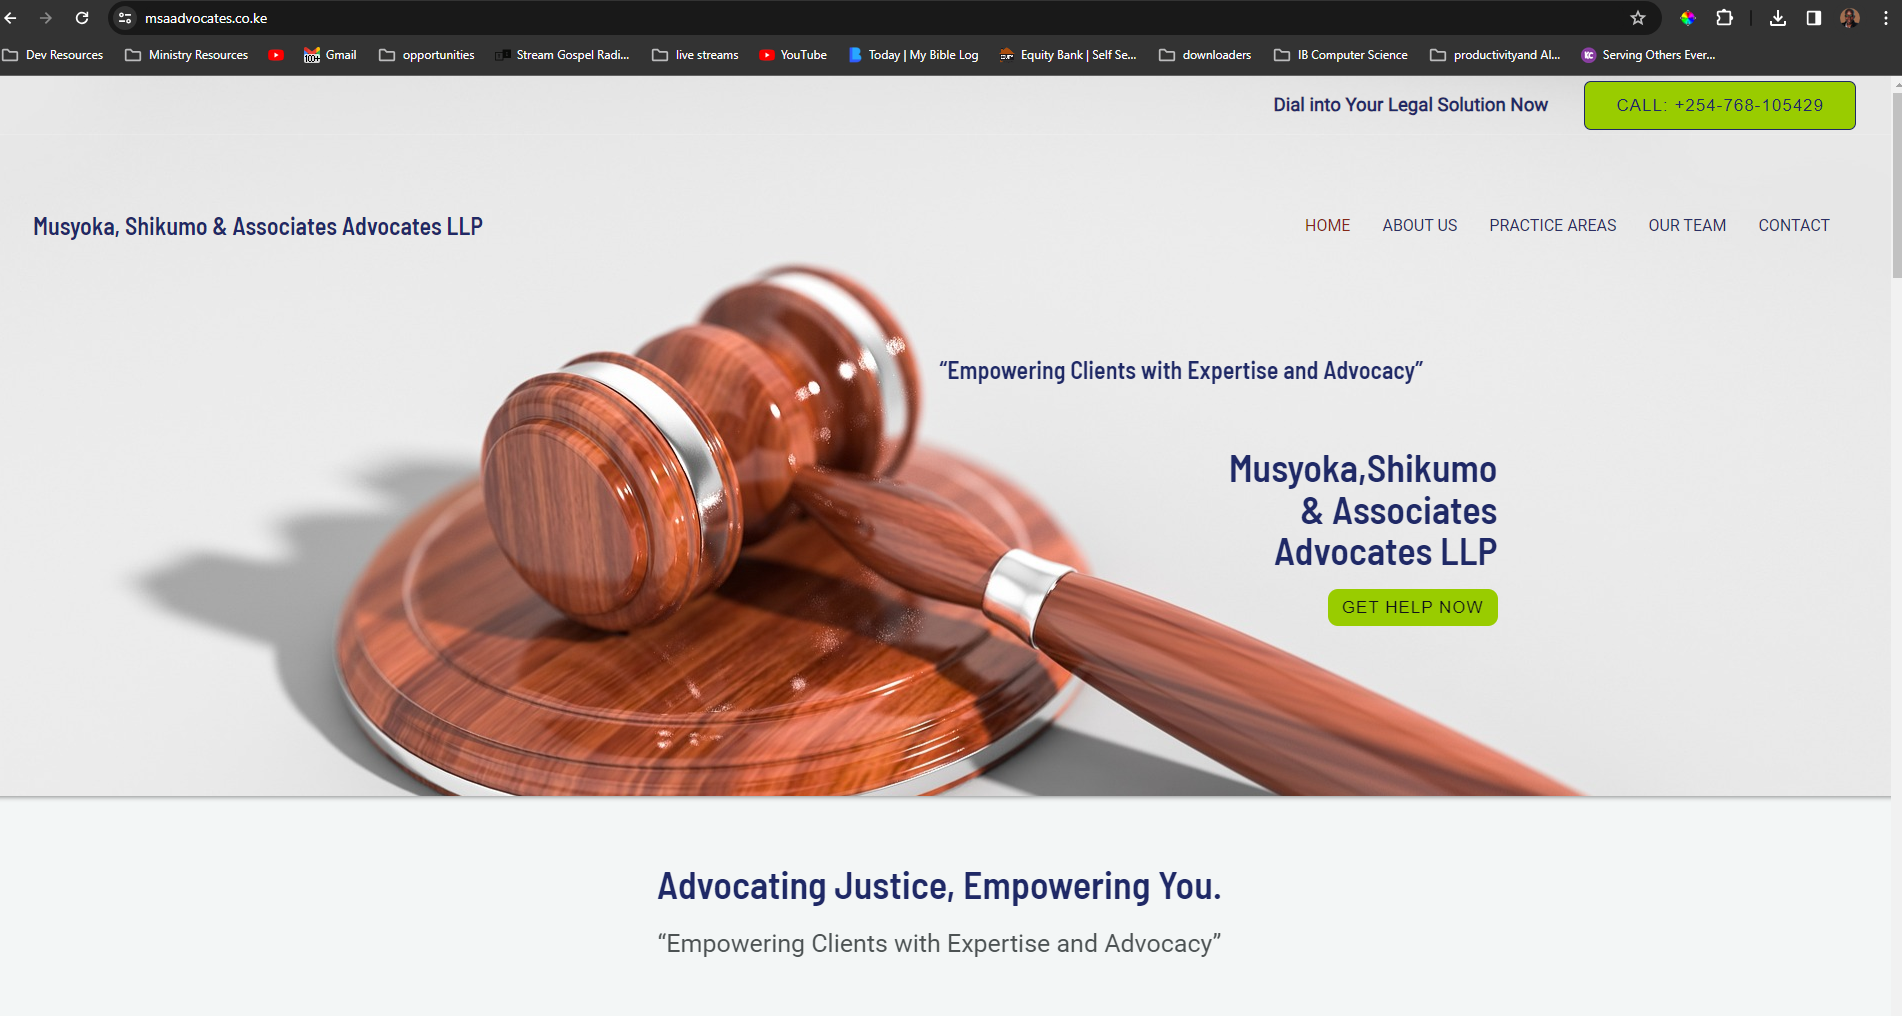 msaadvocates.co.ke
Dev Resources
Ministry Resources
100+
Gmail
opportunities
Stream Gospel Radi...
live streams
YouTube
Today | My Bible Log
Equity Bank | Self Se...
downloaders
IB Computer Science
productivityand AI...
KC
Serving Others Ever...
Dial into Your Legal Solution Now
CALL: +254-768-105429
Musyoka, Shikumo & Associates Advocates LLP
HOME
ABOUT US
PRACTICE AREAS
OUR TEAM
CONTACT
“Empowering Clients with Expertise and Advocacy”
Musyoka,Shikumo
& Associates
Advocates LLP
GET HELP NOW
Advocating Justice, Empowering You.
“Empowering Clients with Expertise and Advocacy”